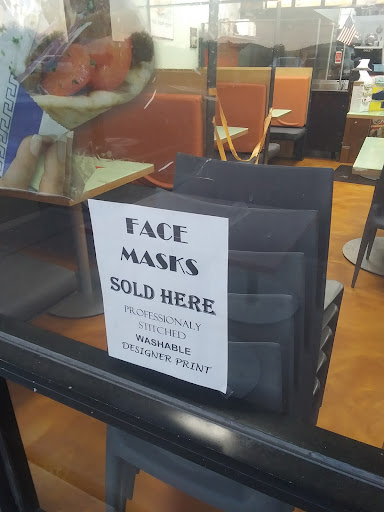 FACE
MASKS
SOLD HERE
PROFESSIONALY
STITCHED
WASHABLE
DESIGNER PRINT